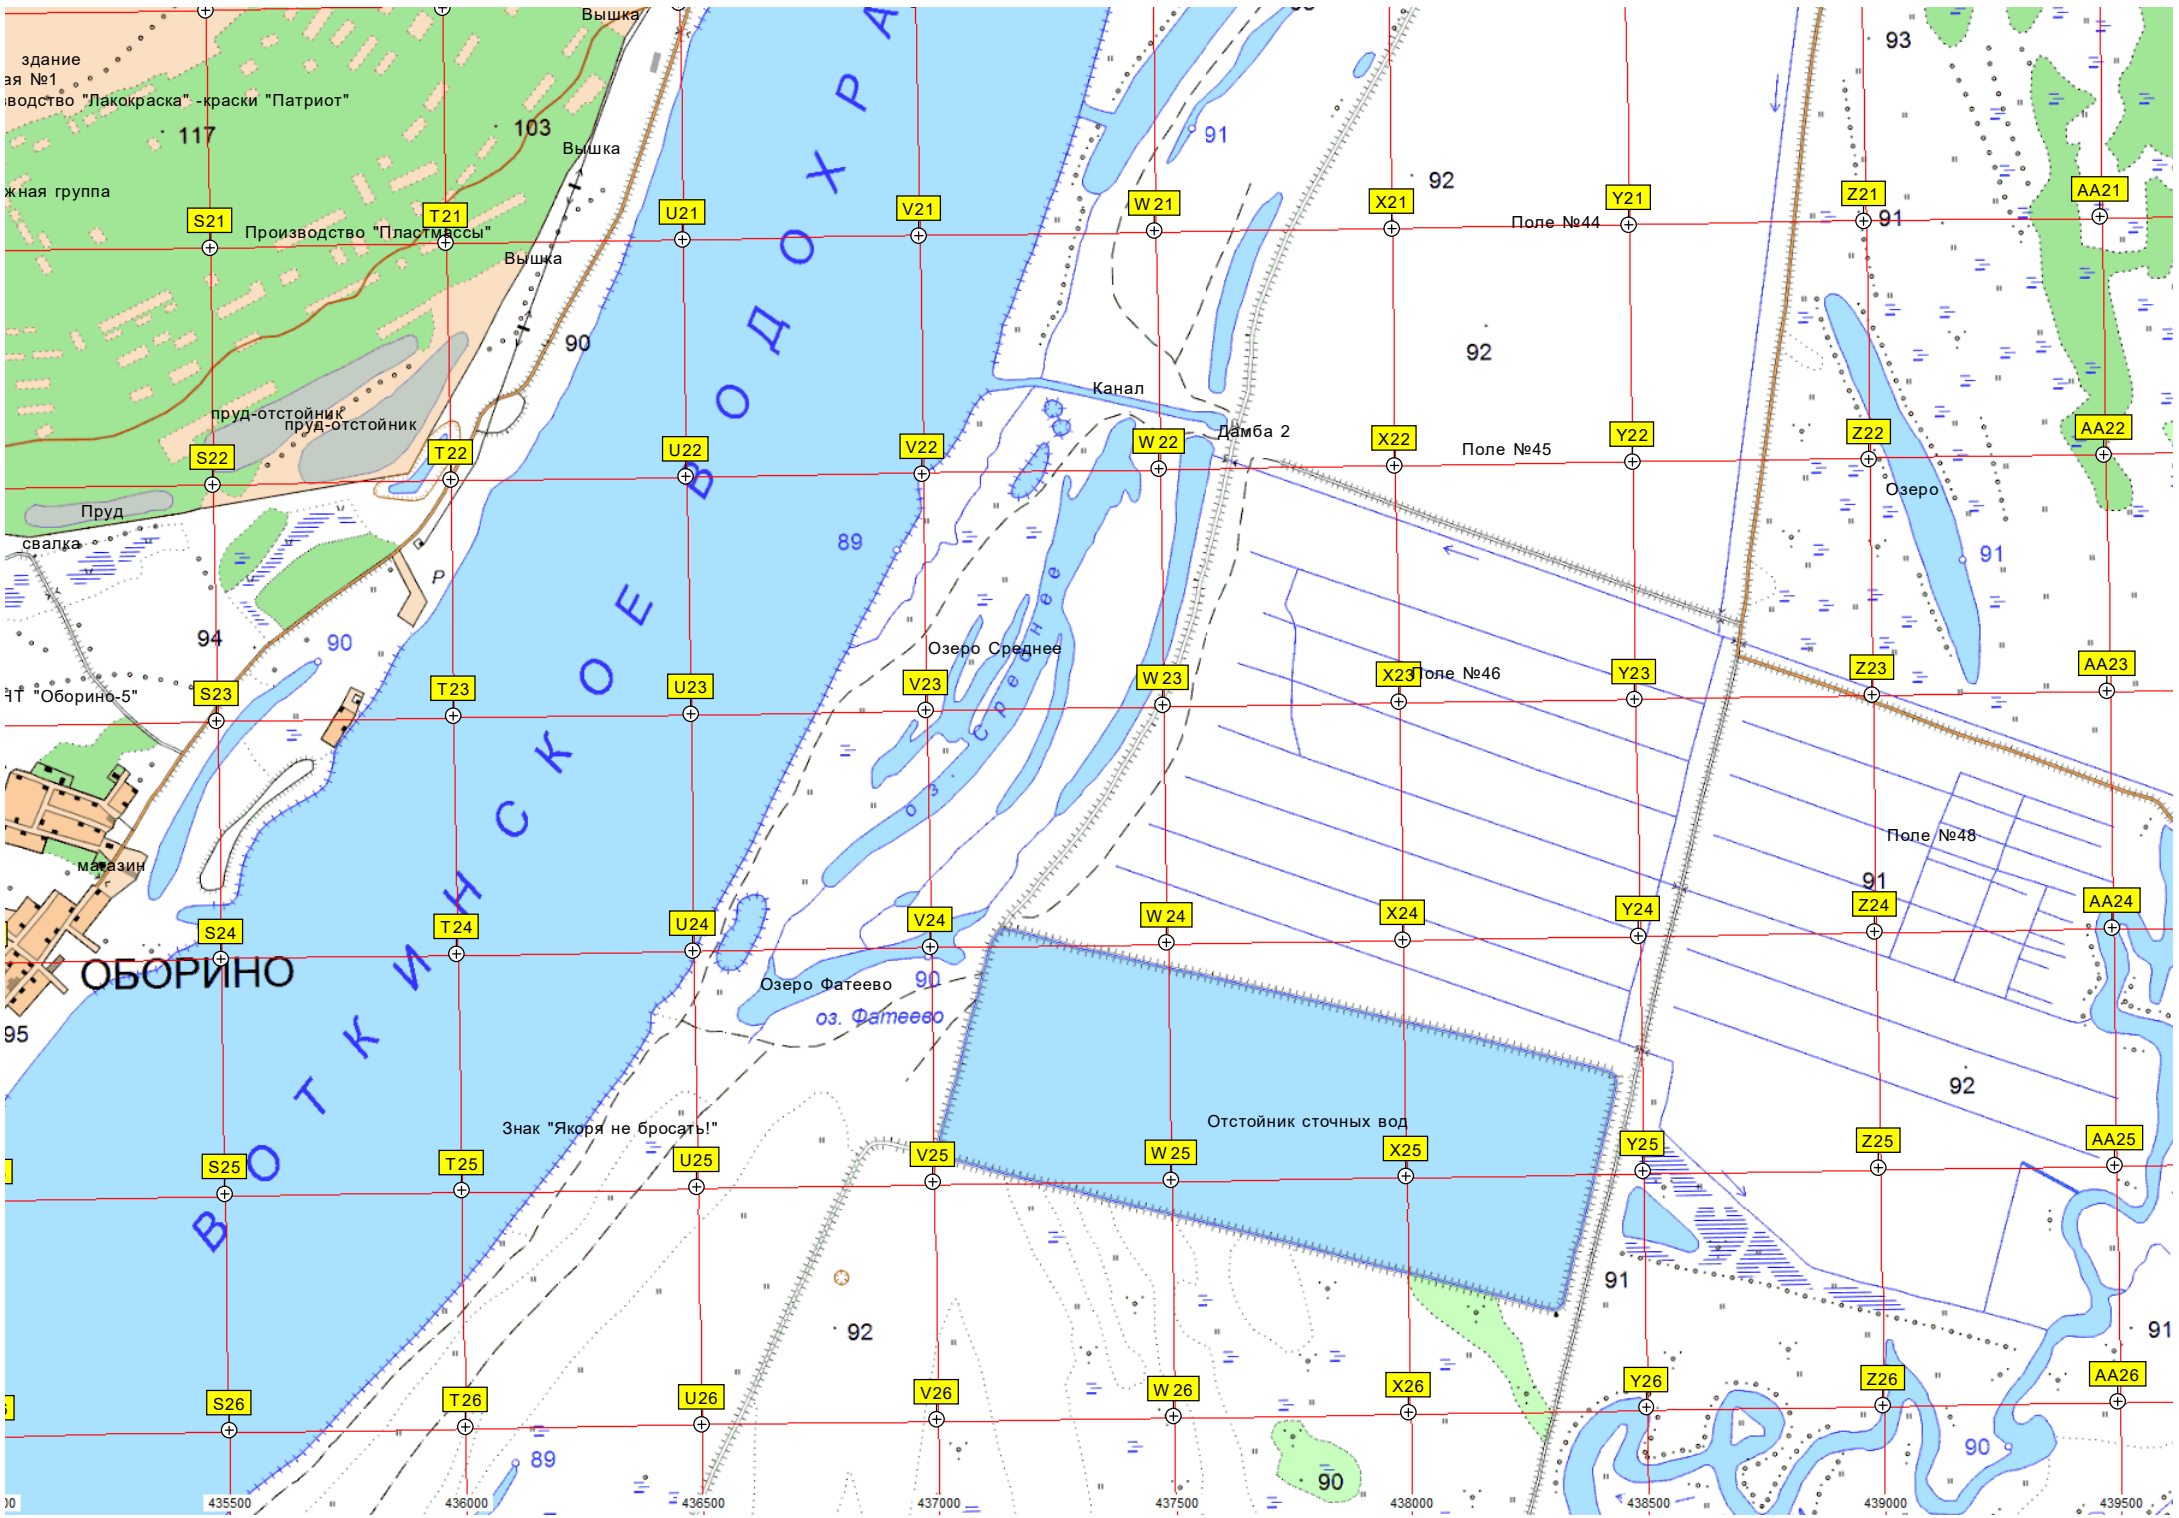 Вышка
93
здание
ая №1
водство "Лакокраска" -краски "Патриот"
117
103
91
Вышка
92
жная группа
S21
T21
U21
V21
W21
X21
Y21
Z21
AA21
Производство "Пластмассы"
Поле №44
91
Вышка
90
92
Канал
пруд-отстойник
пруд-отстойник
Дамба 2
S22
T22
U22
V22
W22
X22
Y22
Z22
AA22
Поле №45
Озеро
Пруд
свалка
89
91
Р
94
90
Озеро Среднее
оз. Среднее
НТ "Оборино-5"
S23
T23
U23
V23
W23
X23
Поле №46
Y23
Z23
AA23
ВОТКИНСКОЕ ВОДОХРА
магазин
Поле №48
91
S24
T24
U24
V24
W24
X24
Y24
Z24
AA24
ОБОРИНО
90
Озеро Фатеево
оз. Фатеево
95
92
Знак "Якоря не бросать!"
Отстойник сточных вод
S25
T25
U25
V25
W25
X25
Y25
Z25
AA25
91
92
91
S26
T26
U26
V26
W26
X26
Y26
Z26
AA26
89
90
90
00
435500
436000
436500
437000
437500
438000
438500
439000
439500